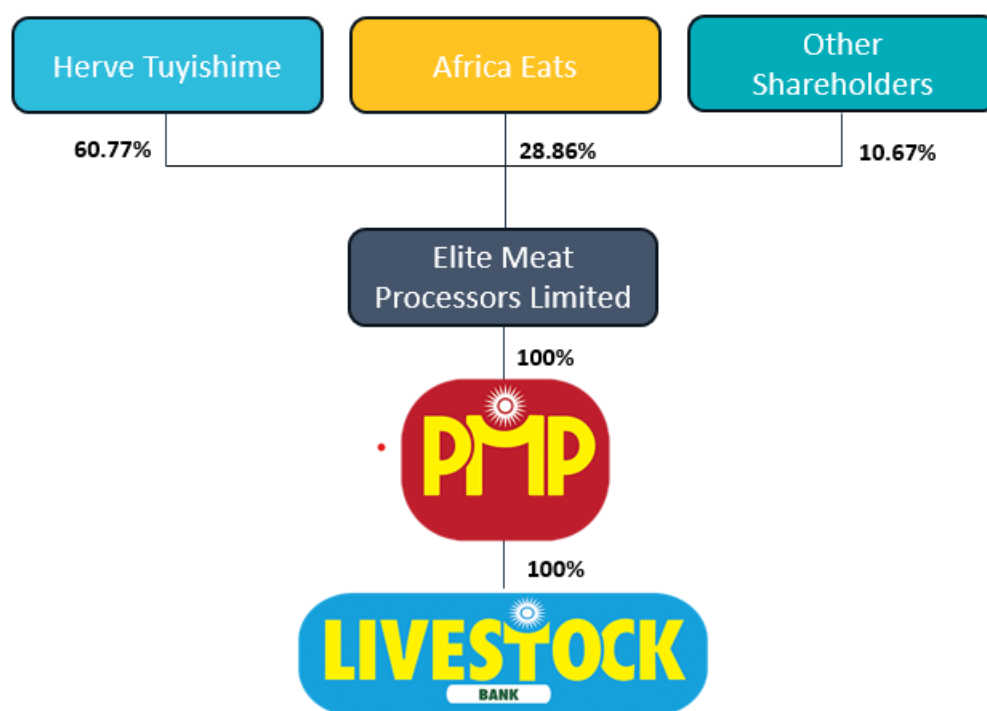 Herve Tuyishime
Africa Eats
Other
Shareholders
60.77%
28.86%
10.67%
Elite Meat
Processors Limited
100%
PMP
100%
LIVESTOCK
BANK